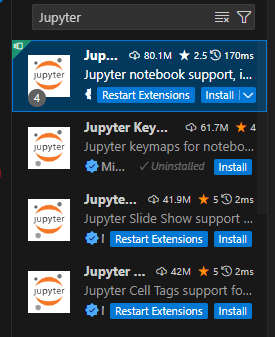 Jupyter
Jup... 80.1M ★ 2.5 170ms
Jupyter notebook support, i...
Restart Extensions Install
jupyter
4
Jupyter Key... 61.7M ★ 4
Jupyter keymaps for notebo...
Mi... ✓Uninstalled Install
jupyter
Jupyte... 41.9M ★ 5 2ms
Jupyter Slide Show support ...
Restart Extensions Install
jupyter
Jupyter ... 42M ★ 5 2ms
Jupyter Cell Tags support fo...
Restart Extensions Install
jupyter